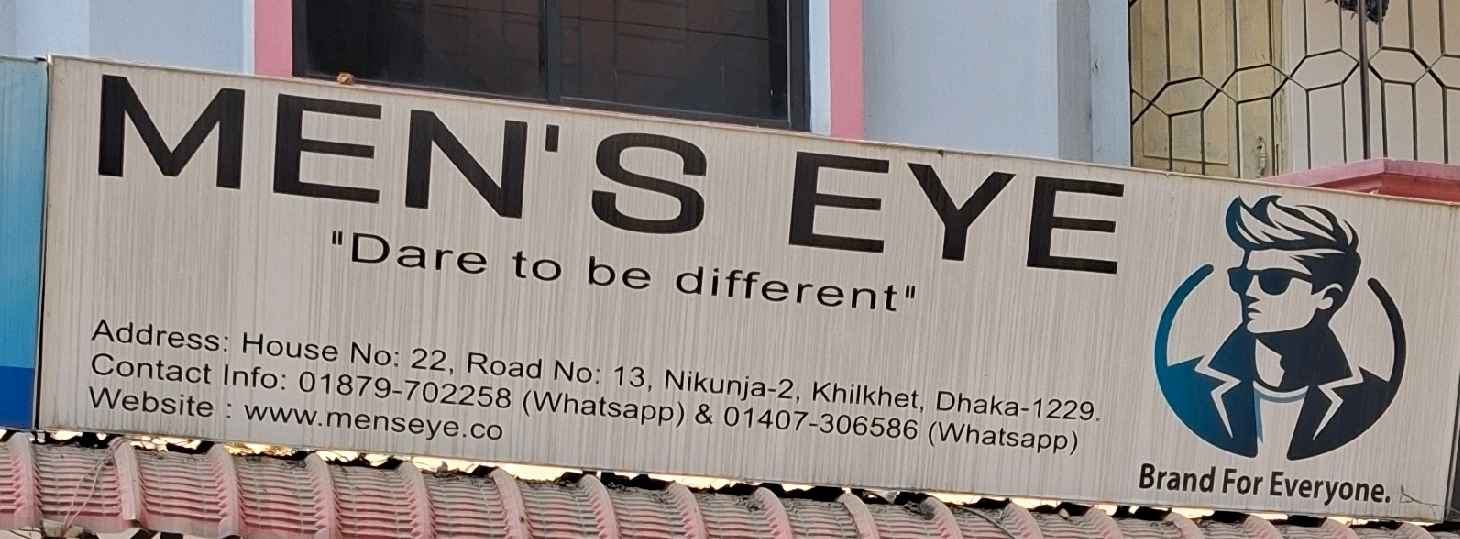 MEN'S EYE
"Dare to be different"
Address: House No: 22, Road No: 13, Nikunja-2, Khilkhet, Dhaka-1229.
Contact Info: 01879-702258 (Whatsapp) & 01407-306586 (Whatsapp)
Website : www.menseye.co
Brand For Everyone.